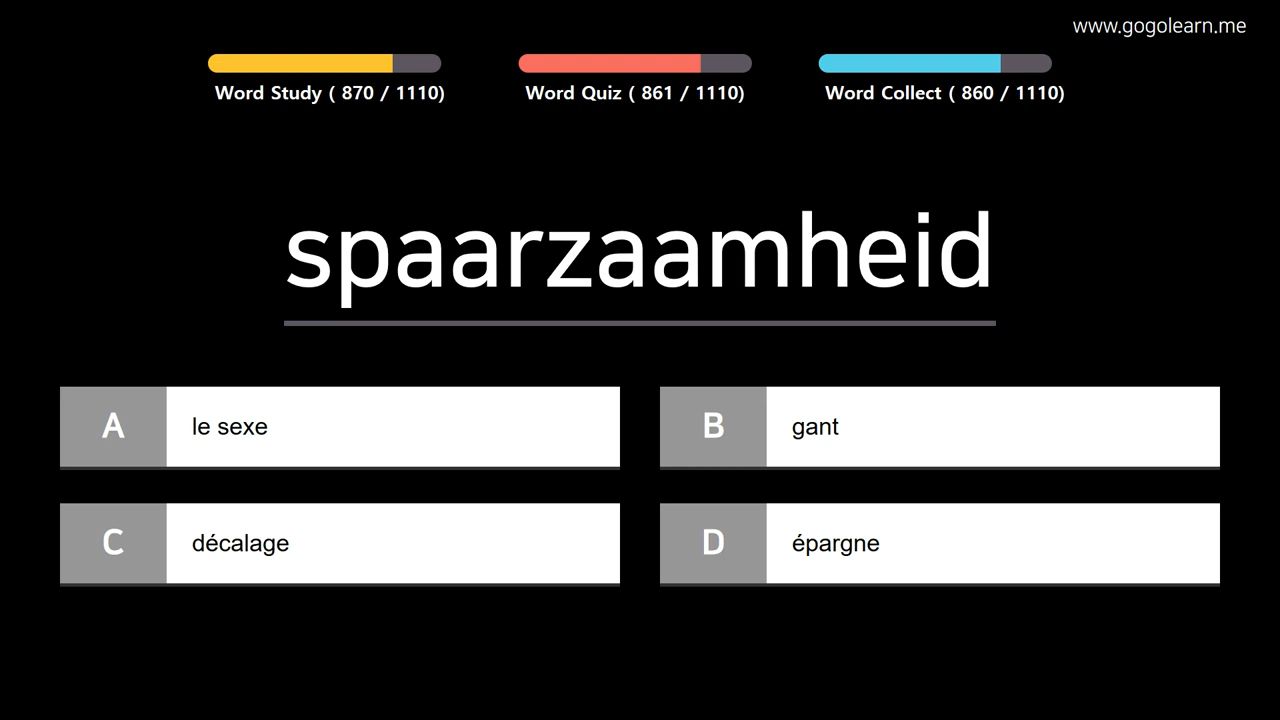 www.gogolearn.me
Word Study ( 870 / 1110)
Word Quiz ( 861 / 1110)
Word Collect ( 860 / 1110)
spaarzaamheid
A le sexe
B gant
C décalage
D épargne